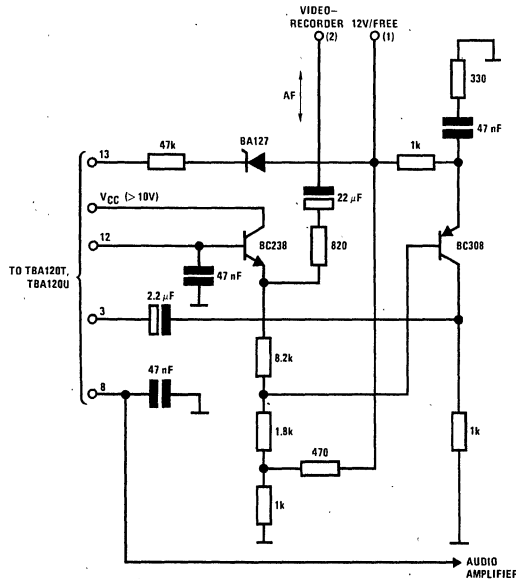 VIDEO-
RECORDER
(2)
12V/FREE
(1)
AF
330
47 nF
13
47k
BA127
1k
VCC (> 10V)
22 μF
12
BC238
820
BC308
47 nF
TO TBA120T,
TBA120U
2.2 μF
3
8.2k
47 nF
8
1.8k
1k
470
1k
AUDIO
AMPLIFIER